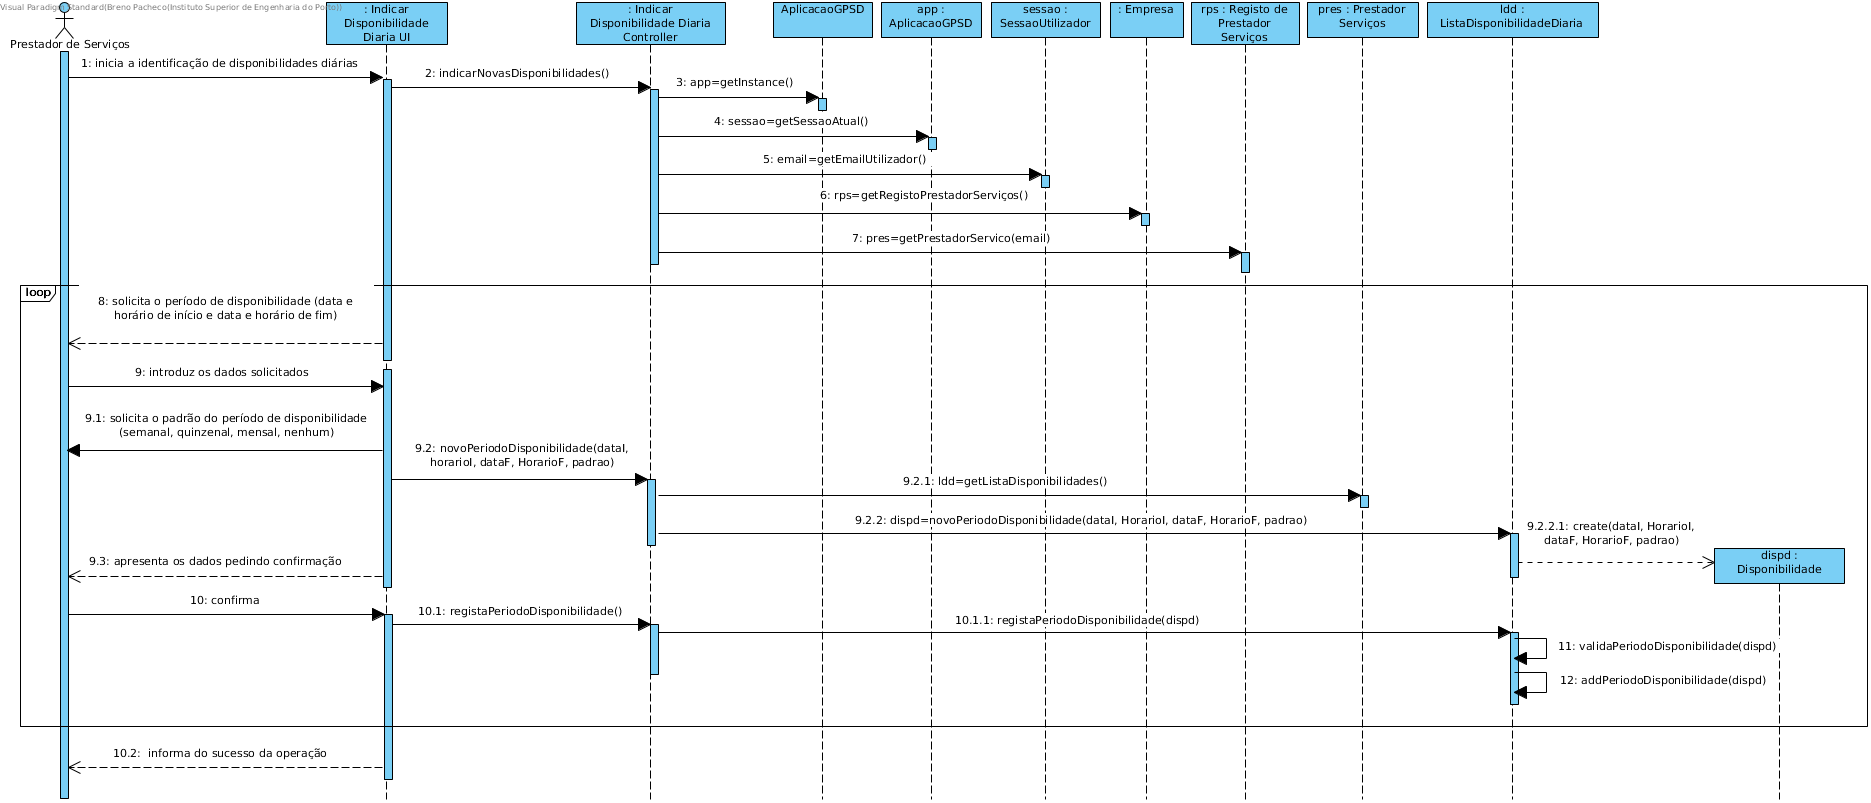 Visual Paradigm Standard(Breno Pacheco(Instituto Superior de Engenharia do Porto))
Prestador de Serviços
: Indicar
Disponibilidade
Diaria UI
: Indicar
Disponibilidade Diaria
Controller
AplicacaoGPSD
app :
AplicacaoGPSD
sessao :
SessaoUtilizador
: Empresa
rps : Registo de
Prestador
Serviços
pres : Prestador
Serviços
ldd :
ListaDisponibilidadeDiaria
1: inicia a identificação de disponibilidades diárias
2: indicarNovasDisponibilidades()
3: app=getInstance()
4: sessao=getSessaoAtual()
5: email=getEmailUtilizador()
6: rps=getRegistoPrestadorServiços()
7: pres=getPrestadorServico(email)
loop
8: solicita o período de disponibilidade (data e
horário de início e data e horário de fim)
9: introduz os dados solicitados
9.1: solicita o padrão do período de disponibilidade
(semanal, quinzenal, mensal, nenhum)
9.2: novoPeriodoDisponibilidade(dataI,
horarioI, dataF, HorarioF, padrao)
9.2.1: ldd=getListaDisponibilidades()
9.2.2: dispd=novoPeriodoDisponibilidade(dataI, HorarioI, dataF, HorarioF, padrao)
9.2.2.1: create(dataI, HorarioI,
dataF, HorarioF, padrao)
dispd :
Disponibilidade
9.3: apresenta os dados pedindo confirmação
10: confirma
10.1: registaPeriodoDisponibilidade()
10.1.1: registaPeriodoDisponibilidade(dispd)
11: validaPeriodoDisponibilidade(dispd)
12: addPeriodoDisponibilidade(dispd)
10.2:  informa do sucesso da operação